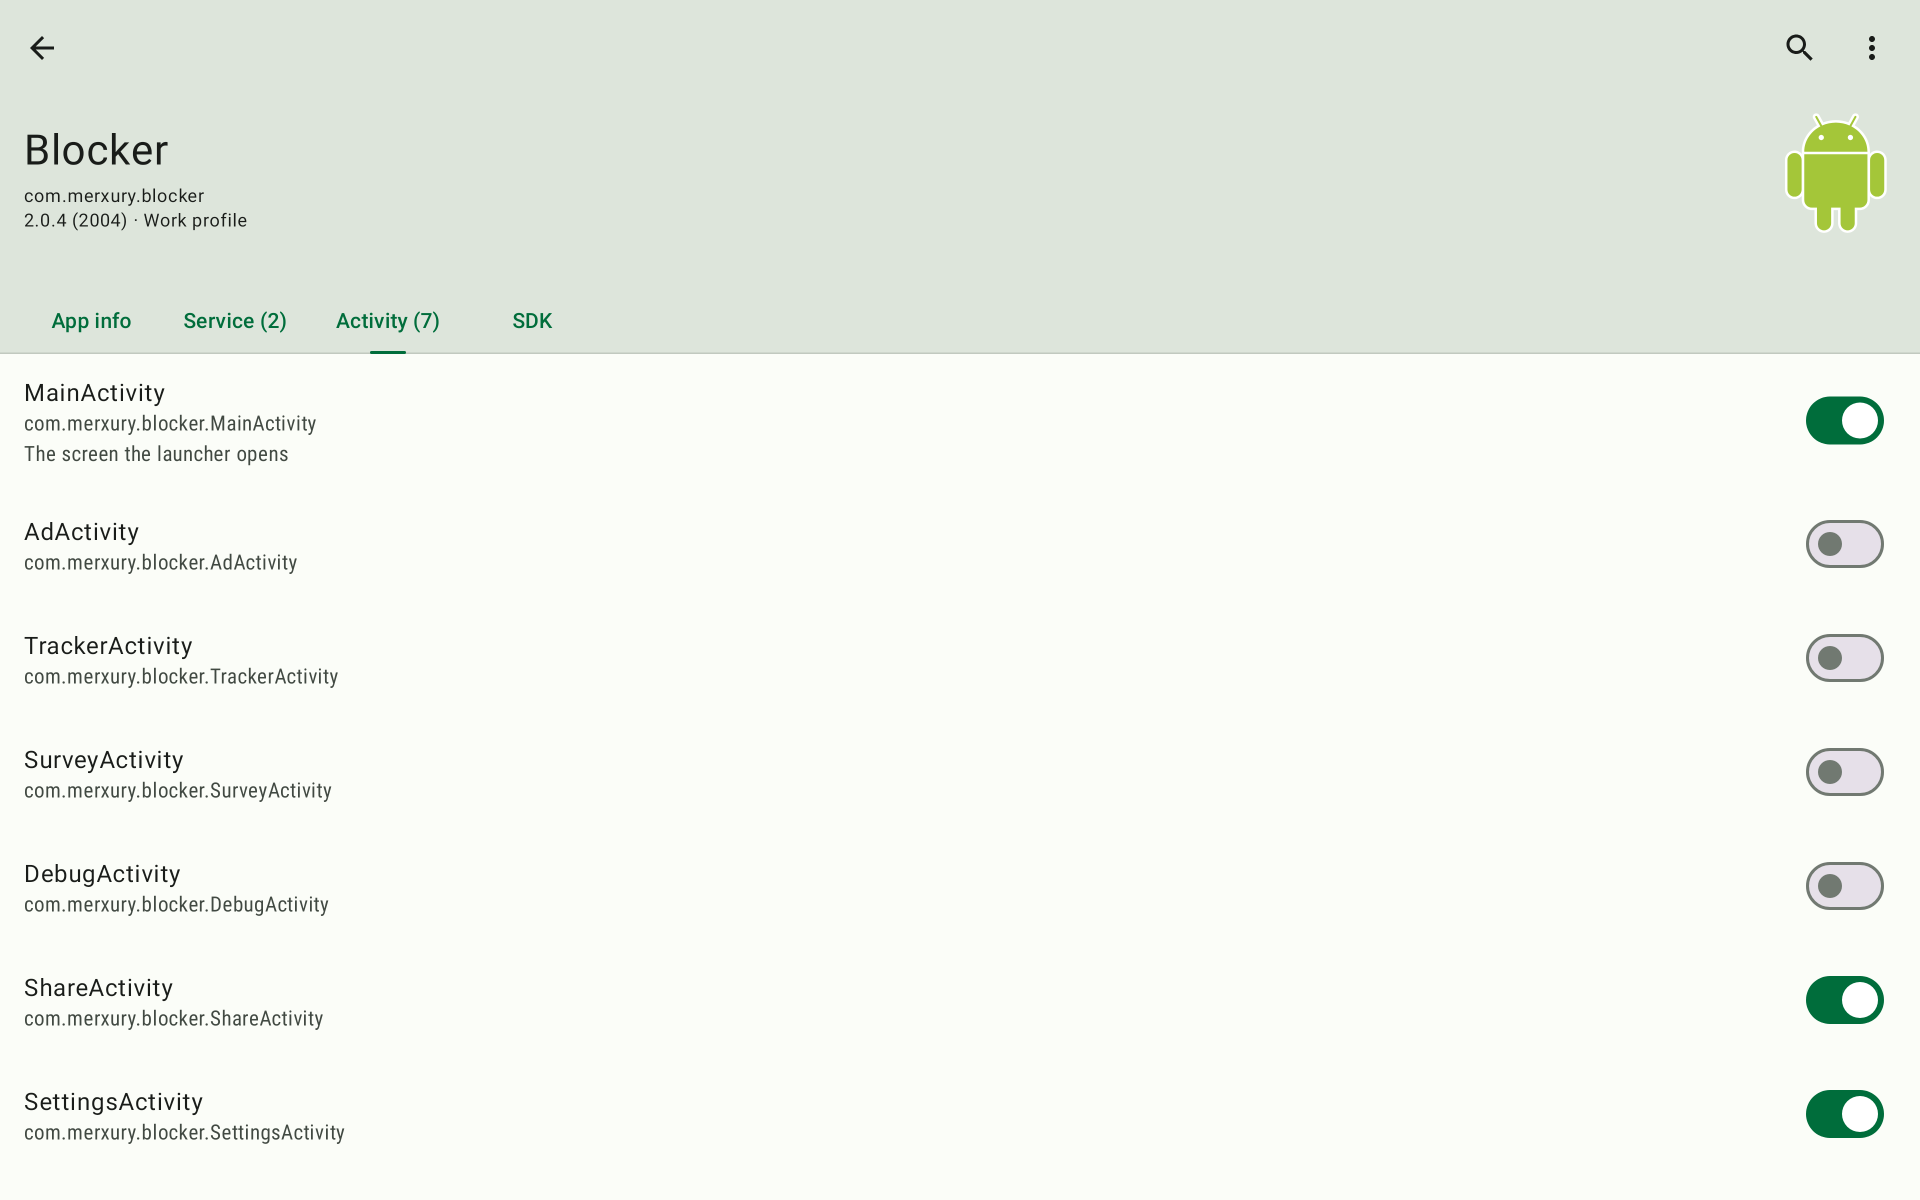 Blocker
com.merxury.blocker
2.0.4 (2004) · Work profile
App info
Service (2)
Activity (7)
SDK
MainActivity
com.merxury.blocker.MainActivity
The screen the launcher opens
AdActivity
com.merxury.blocker.AdActivity
TrackerActivity
com.merxury.blocker.TrackerActivity
SurveyActivity
com.merxury.blocker.SurveyActivity
DebugActivity
com.merxury.blocker.DebugActivity
ShareActivity
com.merxury.blocker.ShareActivity
SettingsActivity
com.merxury.blocker.SettingsActivity